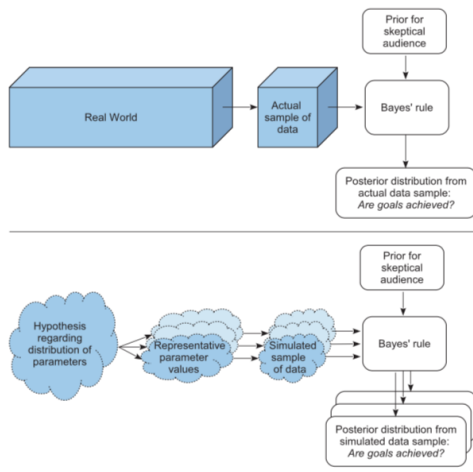 Prior for
skeptical
audience
Real World
Actual
sample of
data
Bayes' rule
Posterior distribution from
actual data sample:
Are goals achieved?
Prior for
skeptical
audience
Hypothesis
regarding
distribution of
parameters
Representative
parameter
values
Simulated
sample
of data
Bayes' rule
Posterior distribution from
simulated data sample:
Are goals achieved?